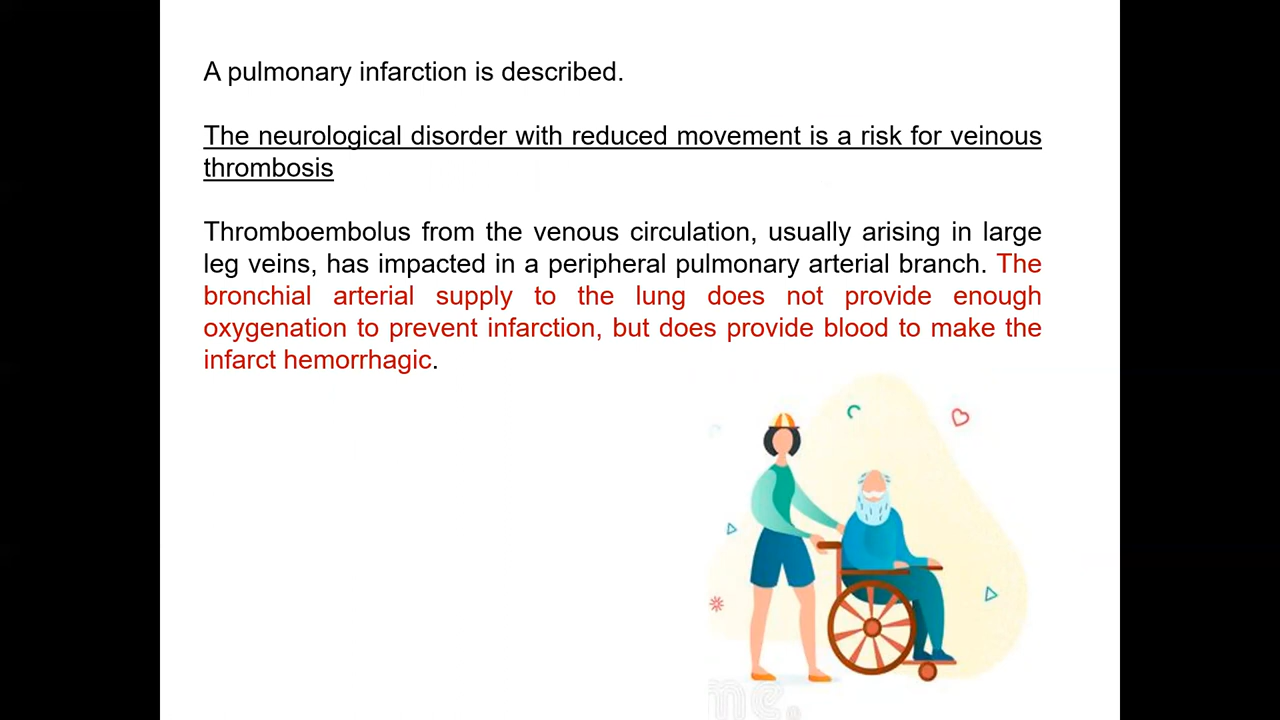 A pulmonary infarction is described.
The neurological disorder with reduced movement is a risk for veinous
thrombosis
Thromboembolus from the venous circulation, usually arising in large
leg veins, has impacted in a peripheral pulmonary arterial branch. The
bronchial arterial supply to the lung does not provide enough
oxygenation to prevent infarction, but does provide blood to make the
infarct hemorrhagic.